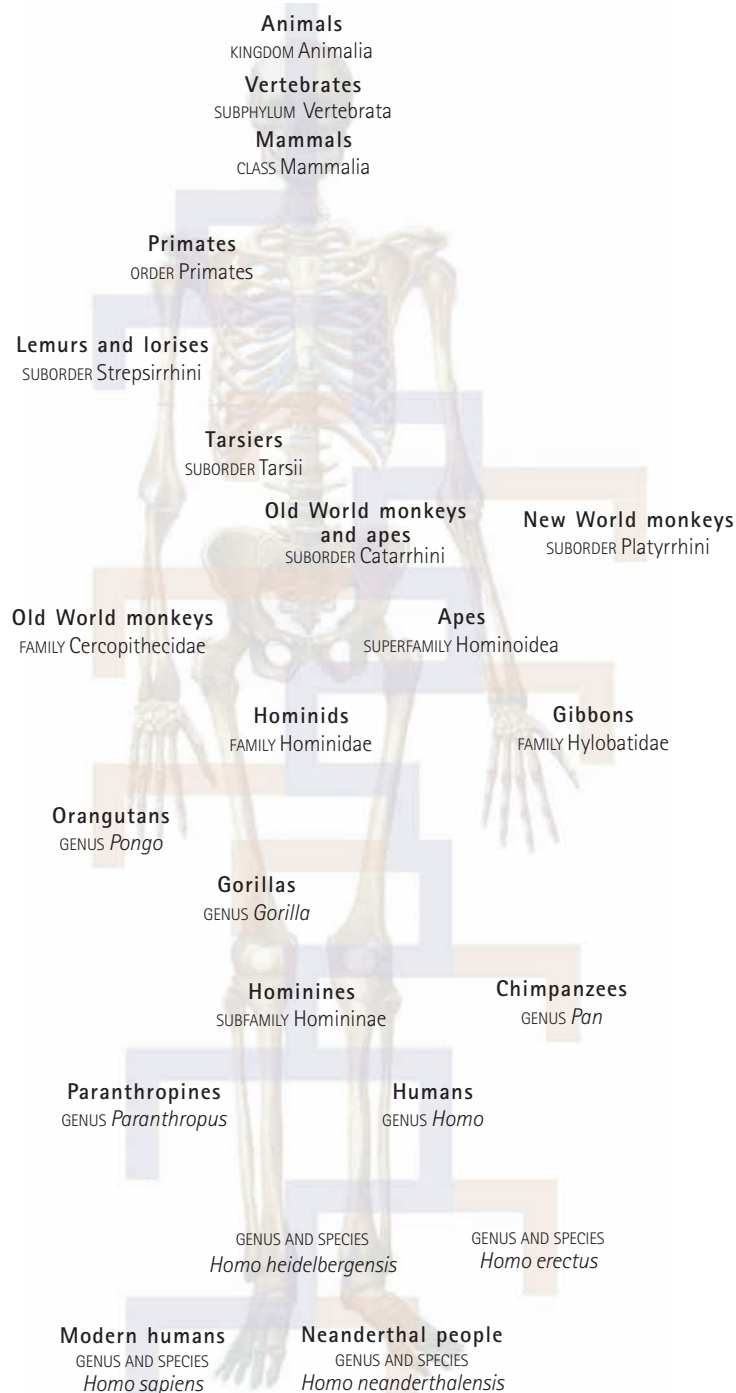 Animals
KINGDOM Animalia
Vertebrates
SUBPHYLUM Vertebrata
Mammals
CLASS Mammalia
Primates
ORDER Primates
Lemurs and lorises
SUBORDER Strepsirrhini
Tarsiers
SUBORDER Tarsii
Old World monkeys
and apes
SUBORDER Catarrhini
New World monkeys
SUBORDER Platyrrhini
Old World monkeys
FAMILY Cercopithecidae
Apes
SUPERFAMILY Hominoidea
Hominids
FAMILY Hominidae
Gibbons
FAMILY Hylobatidae
Orangutans
GENUS Pongo
Gorillas
GENUS Gorilla
Hominines
SUBFAMILY Homininae
Chimpanzees
GENUS Pan
Paranthropines
GENUS Paranthropus
Humans
GENUS Homo
GENUS AND SPECIES
Homo heidelbergensis
GENUS AND SPECIES
Homo erectus
Modern humans
GENUS AND SPECIES
Homo sapiens
Neanderthal people
GENUS AND SPECIES
Homo neanderthalensis